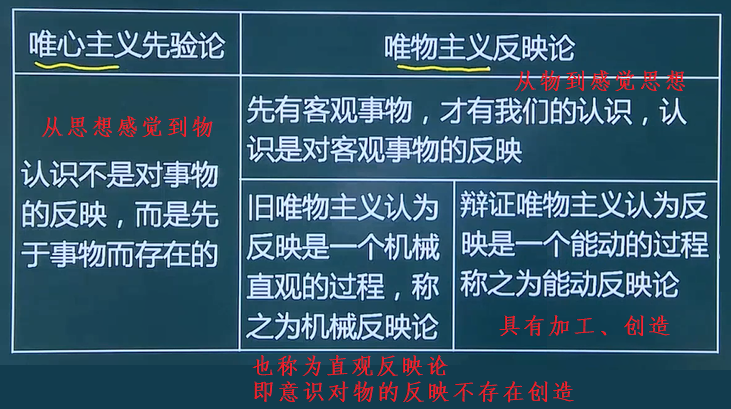 唯心主义先验论
唯物主义反映论
从物到感觉思想
从思想感觉到物
认识不是对事物
的反映，而是先
于事物而存在的
先有客观事物，才有我们的认识，认
识是对客观事物的反映
旧唯物主义认为
反映是一个机械
直观的过程，称
之为机械反映论
辩证唯物主义认为反
映是一个能动的过程，
称之为能动反映论
具有加工、创造
也称为直观反映论
即意识对物的反映不存在创造